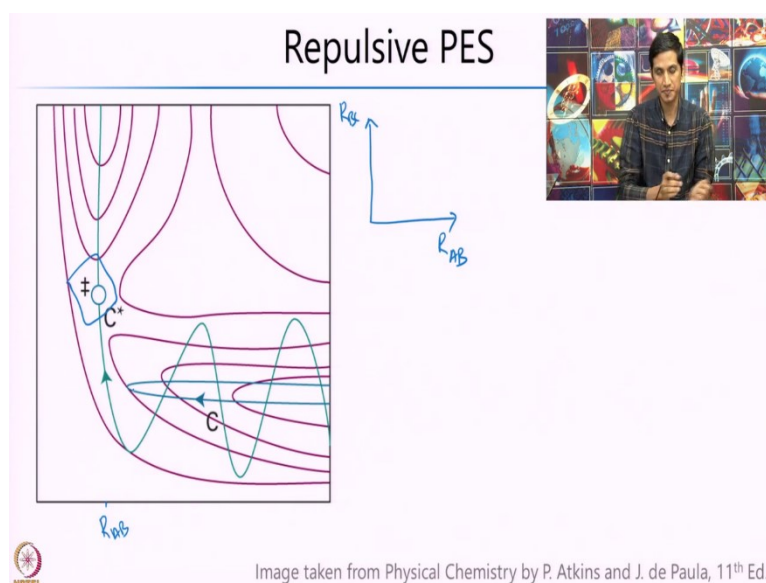 Repulsive PES
R
R_AB
‡
C*
C
R_AB
Image taken from Physical Chemistry by P. Atkins and J. de Paula, 11th Ed